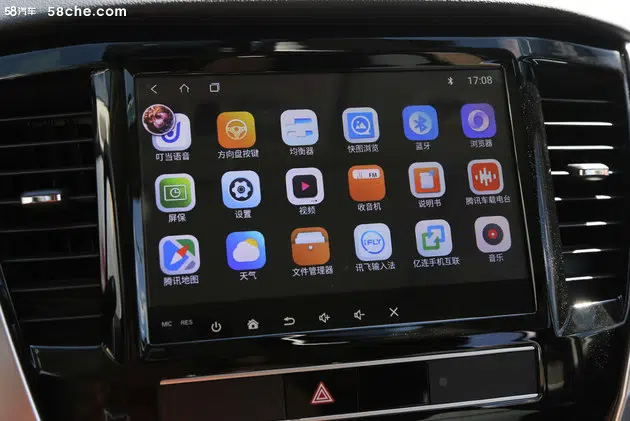 58汽车 58che.com
17:08
叮当语音 方向盘按键 均衡器 快图浏览 蓝牙 浏览器
FM
屏保 设置 视频 收音机 说明书 腾讯车载电台
iFLY
腾讯地图 天气 文件管理器 讯飞输入法 亿连手机互联 音乐
MIC RES